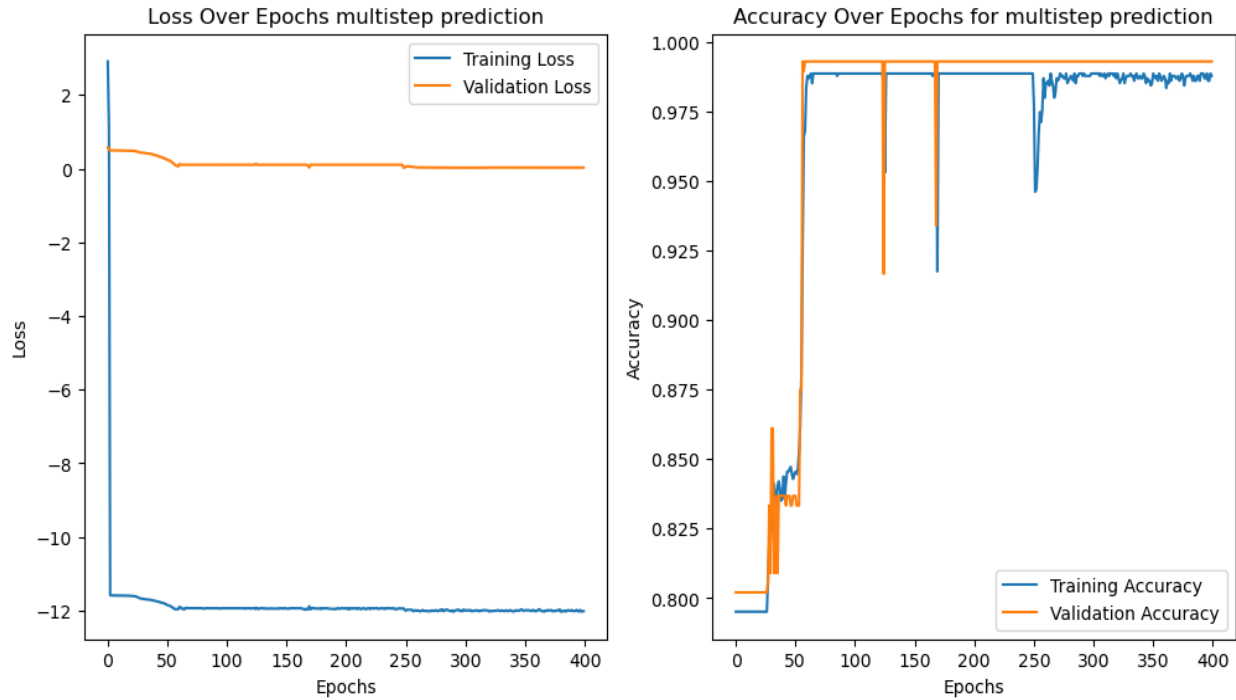 Loss Over Epochs multistep prediction
Training Loss
Validation Loss
2
0
−2
−4
−6
−8
−10
−12
Loss
0 50 100 150 200 250 300 350 400
Epochs
Accuracy Over Epochs for multistep prediction
1.000
0.975
0.950
0.925
0.900
0.875
0.850
0.825
0.800
Accuracy
Training Accuracy
Validation Accuracy
0 50 100 150 200 250 300 350 400
Epochs